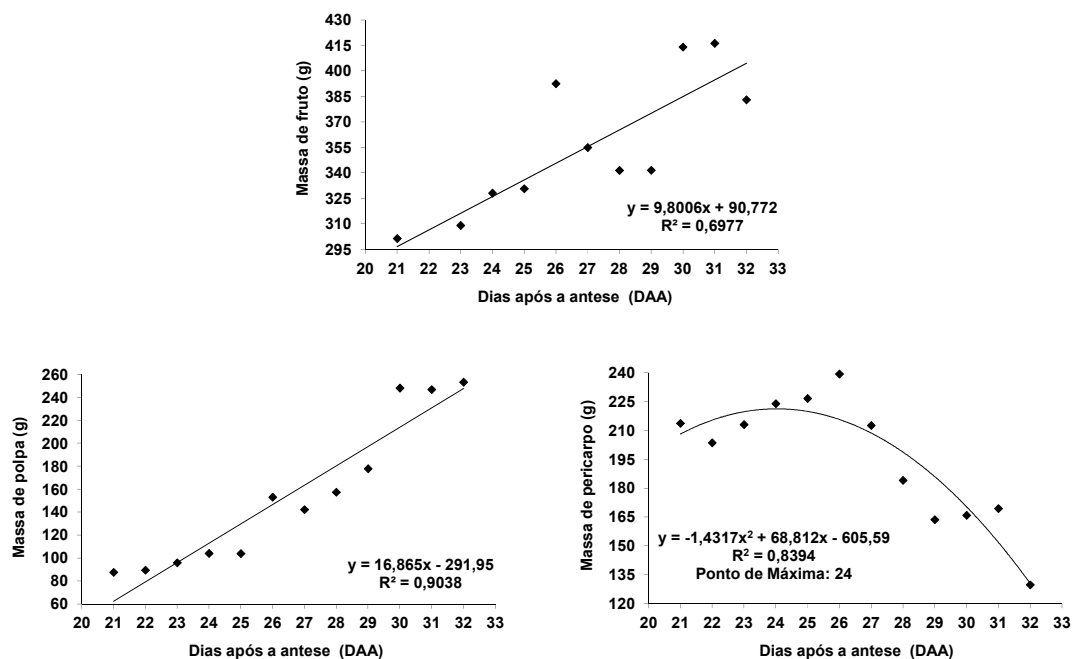 Massa de fruto (g)
430
415
400
385
370
355
340
325
310
295
y = 9,8006x + 90,772
R² = 0,6977
20 21 22 23 24 25 26 27 28 29 30 31 32 33
Dias após a antese (DAA)
Massa de polpa (g)
260
240
220
200
180
160
140
120
100
80
60
y = 16,865x - 291,95
R² = 0,9038
20 21 22 23 24 25 26 27 28 29 30 31 32 33
Dias após a antese (DAA)
Massa de pericarpo (g)
240
225
210
195
180
165
150
135
120
y = -1,4317x² + 68,812x - 605,59
R² = 0,8394
Ponto de Máxima: 24
20 21 22 23 24 25 26 27 28 29 30 31 32 33
Dias após a antese (DAA)